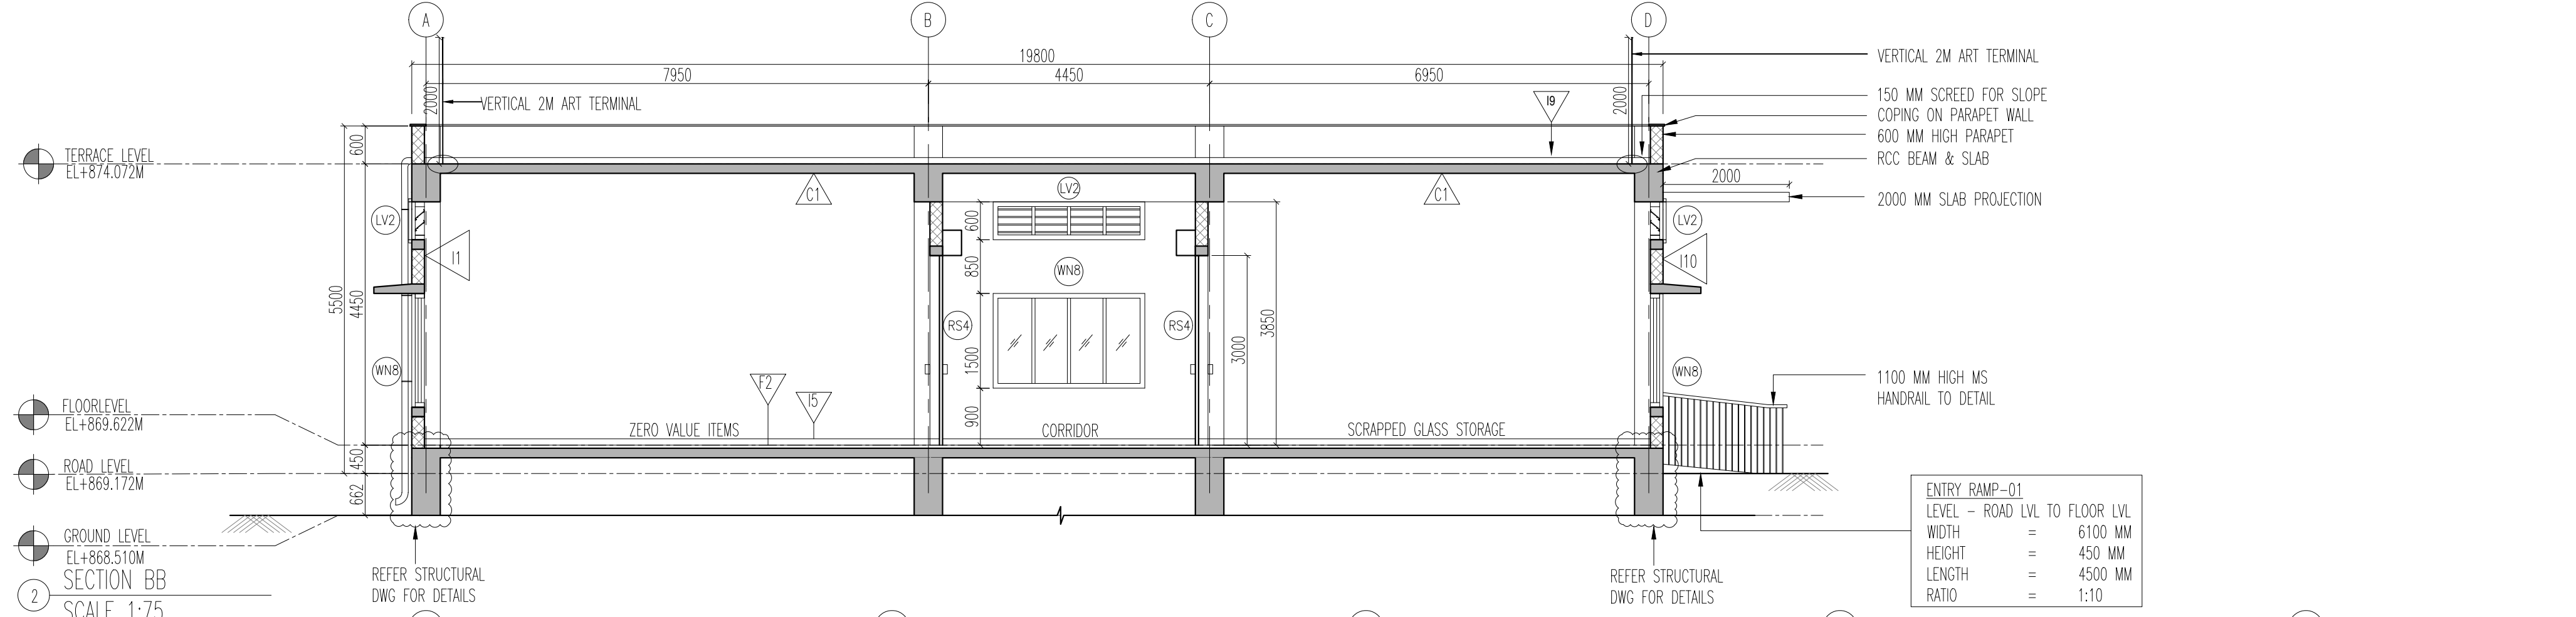 A
B
C
D
19800
7950
4450
6950
2000
VERTICAL 2M ART TERMINAL
I9
2000
VERTICAL 2M ART TERMINAL
150 MM SCREED FOR SLOPE
COPING ON PARAPET WALL
600 MM HIGH PARAPET
RCC BEAM & SLAB
2000
2000 MM SLAB PROJECTION
TERRACE LEVEL
EL+874.072M
600
C1
LV2
C1
LV2
600
LV2
I1
850
WN8
I10
5500
4450
RS4
RS4
3000
3850
WN8
1500
WN8
F2
I5
1100 MM HIGH MS
HANDRAIL TO DETAIL
FLOORLEVEL
EL+869.622M
900
ZERO VALUE ITEMS
CORRIDOR
SCRAPPED GLASS STORAGE
450
ROAD LEVEL
EL+869.172M
662
GROUND LEVEL
EL+868.510M
REFER STRUCTURAL
DWG FOR DETAILS
REFER STRUCTURAL
DWG FOR DETAILS
ENTRY RAMP-01
LEVEL - ROAD LVL TO FLOOR LVL
WIDTH = 6100 MM
HEIGHT = 450 MM
LENGTH = 4500 MM
RATIO = 1:10
2
SECTION BB
SCALE 1:75